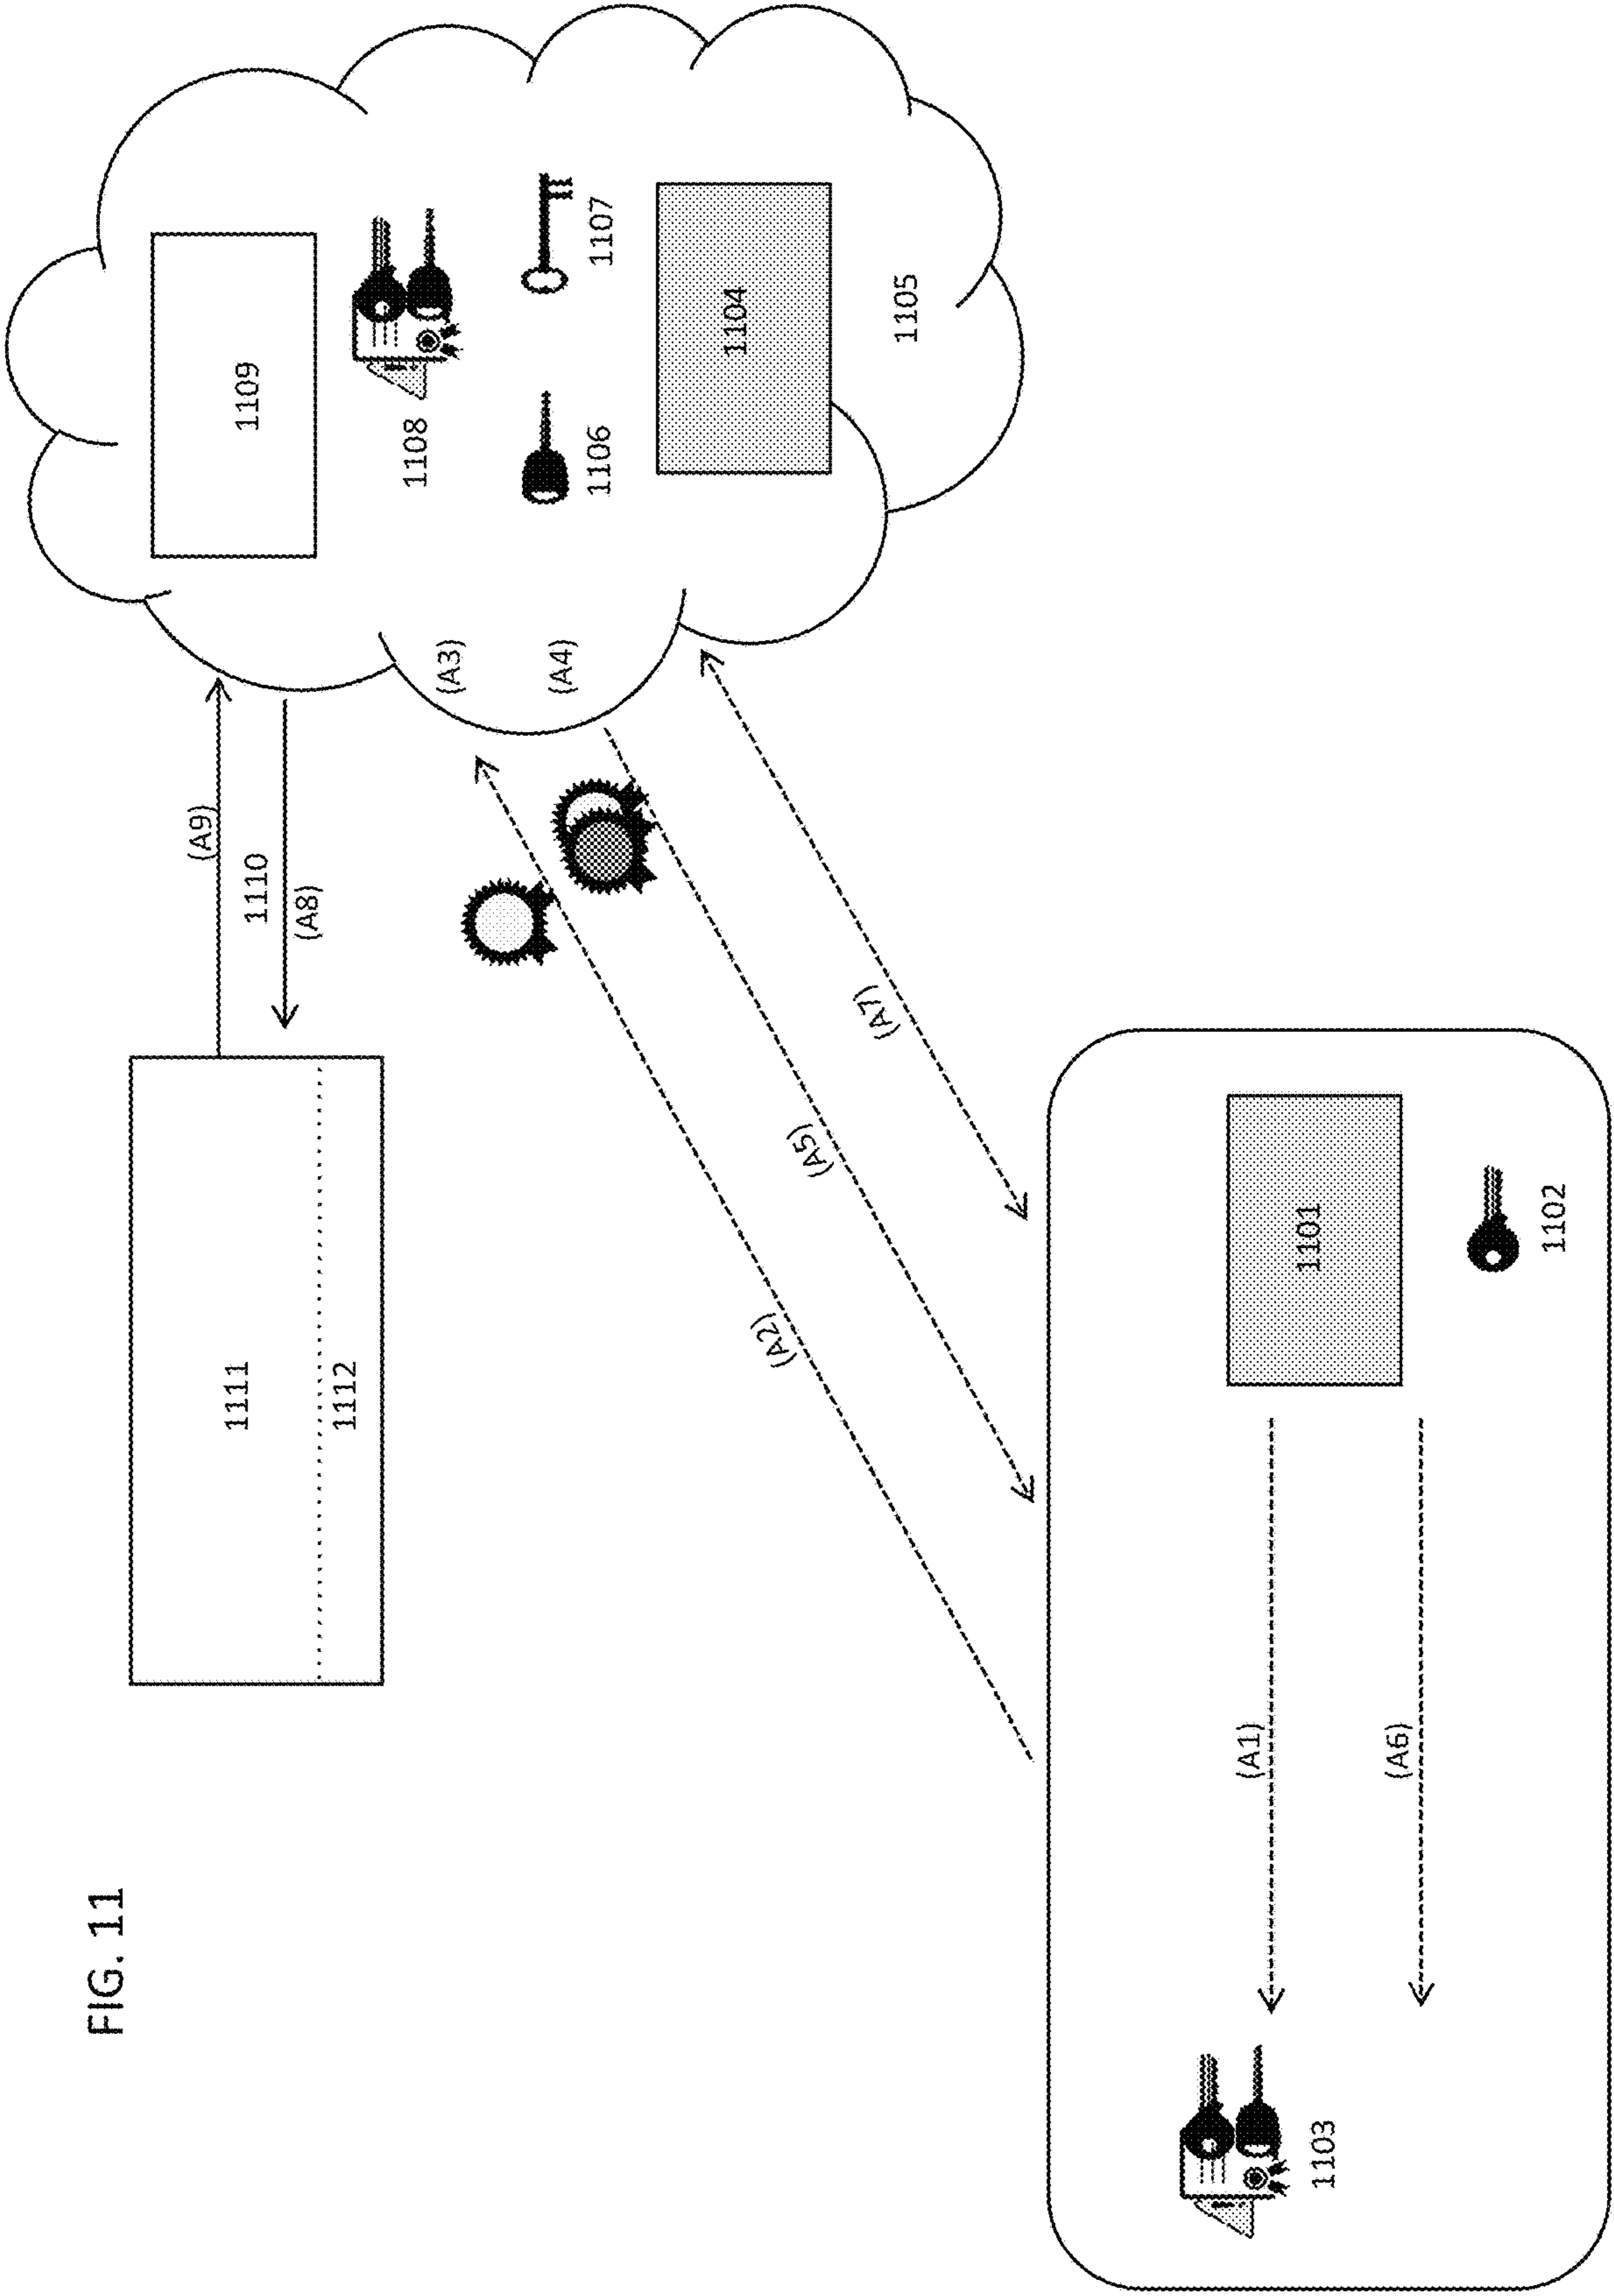 FIG. 11
1111
1112
(A9)
1110
(A8)
1109
1108
1106
1107
1104
1105
(A3)
(A4)
(A2)
(A5)
(A7)
1103
(A1)
(A6)
1101
1102